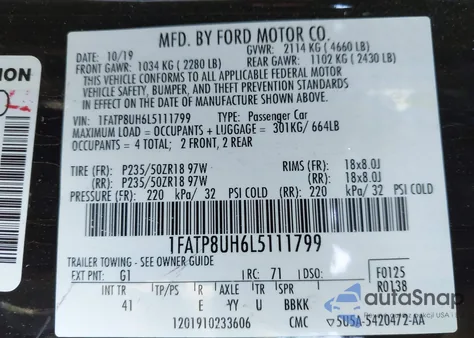 MFD. BY FORD MOTOR CO.
DATE: 10/19 GVWR: 2114 KG ( 4660 LB)
FRONT GAWR: 1034 KG ( 2280 LB) REAR GAWR: 1102 KG ( 2430 LB)
THIS VEHICLE CONFORMS TO ALL APPLICABLE FEDERAL MOTOR
VEHICLE SAFETY, BUMPER, AND THEFT PREVENTION STANDARDS
IN EFFECT ON THE DATE OF MANUFACTURE SHOWN ABOVE.
VIN: 1FATP8UH6L5111799 TYPE: Passenger Car
MAXIMUM LOAD = OCCUPANTS + LUGGAGE = 301KG/ 664LB
OCCUPANTS = 4 TOTAL; 2 FRONT, 2 REAR
TIRE (FR): P235/50ZR18 97W RIMS (FR): 18x8.0J
(RR): P235/50ZR18 97W (RR): 18x8.0J
PRESSURE (FR) 220 kPa/ 32 PSI COLD (RR) 220 kPa/ 32 PSI COLD
1FATP8UH6L5111799
TRAILER TOWING - SEE OWNER GUIDE
EXT PNT: G1 RC: 71 DSO: F0125
R0138
INT TR TR
41 E YY U BBKK
1201910233606 CMC 5U5A-5420472-AA
autoSnap